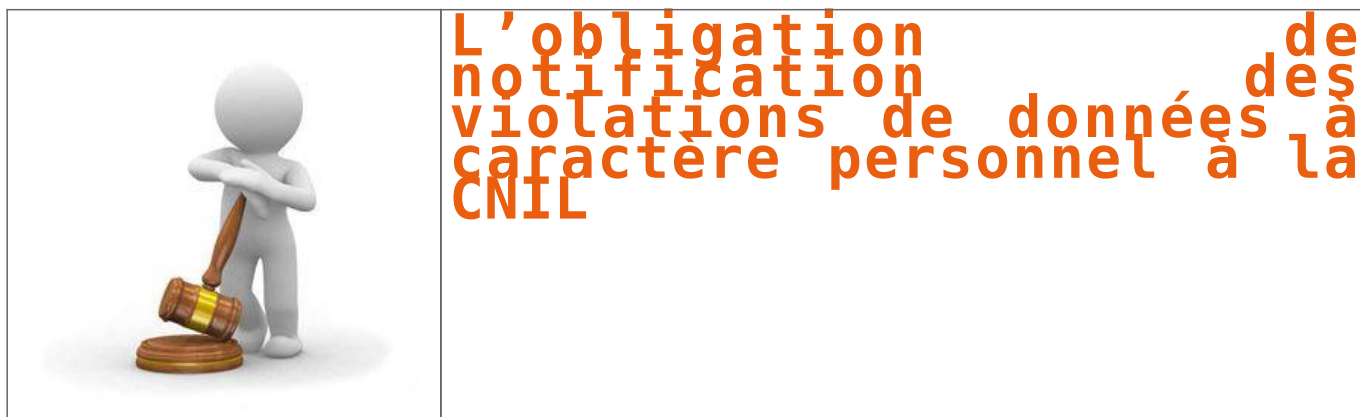 L’obligation de
notification des
violations de données à
caractère personnel à la
CNIL